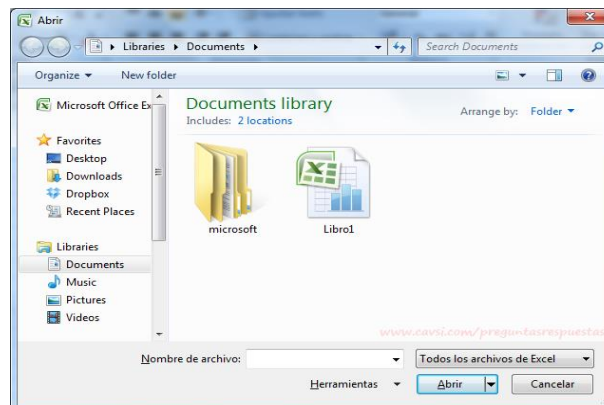 Abrir
Libraries Documents
Search Documents
Organize New folder
Microsoft Office Ex
Favorites
Desktop
Downloads
Dropbox
Recent Places
Libraries
Documents
Music
Pictures
Videos
Documents library
Includes: 2 locations
Arrange by: Folder
microsoft
Libro1
www.cavsi.com/preguntasrespuestas
Nombre de archivo:
Todos los archivos de Excel
Herramientas
Abrir
Cancelar